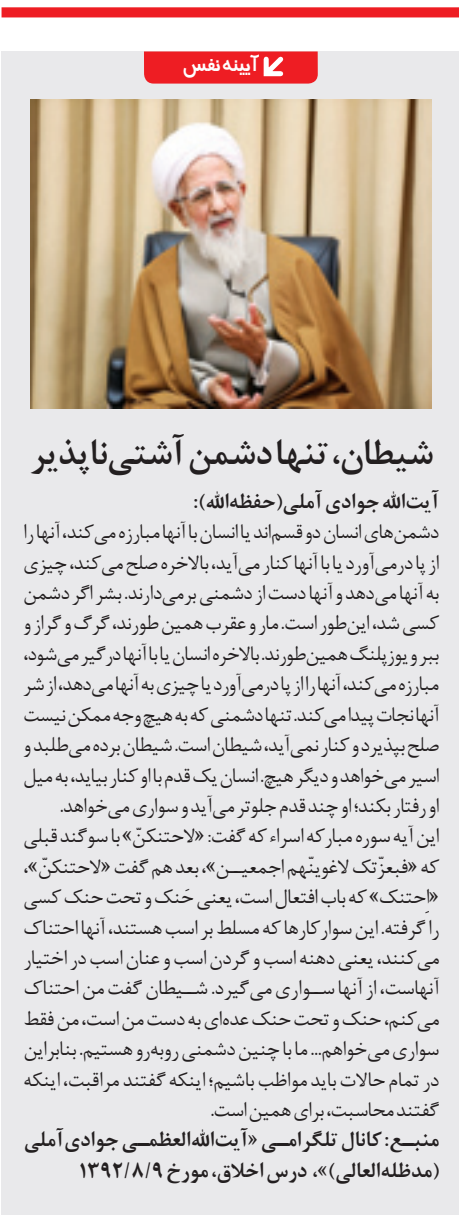 آیینه نفس
شیطان، تنها دشمن آشتی‌ناپذیر
آیت‌الله جوادی آملی(حفظه‌الله):
دشمن‌های انسان دو قسم‌اند یا انسان با آنها مبارزه می‌کند، آنها را
از پا درمی‌آورد یا با آنها کنار می‌آید، بالاخره صلح می‌کند، چیزی
به آنها می‌دهد و آنها دست از دشمنی برمی‌دارند. بشر اگر دشمن
کسی شد، این‌طور است. مار و عقرب همین طورند، گرگ و گراز و
ببر و یوزپلنگ همین‌طورند. بالاخره انسان یا با آنها درگیر می‌شود،
مبارزه می‌کند، آنها را از پا درمی‌آورد یا چیزی به آنها می‌دهد، از شر
آنها نجات پیدا می‌کند. تنها دشمنی که به هیچ وجه ممکن نیست
صلح بپذیرد و کنار نمی‌آید، شیطان است. شیطان برده می‌طلبد و
اسیر می‌خواهد و دیگر هیچ. انسان یک قدم با او کنار بیاید، به میل
او رفتار بکند؛ او چند قدم جلوتر می‌آید و سواری می‌خواهد.
این آیه سوره مبارکه اسراء که گفت: «لاحتنکنّ» با سوگند قبلی
که «فبعزّتک لاغوینّهم اجمعیـــن»، بعد هم گفت «لاحتنکنّ»،
«احتنک» که باب افتعال است، یعنی حَنک و تحت حنک کسی
را گرفته. این سوارکارها که مسلط بر اسب هستند، آنها احتناک
می‌کنند، یعنی دهنه اسب و گردن اسب و عنان اسب در اختیار
آنهاست، از آنها ســـواری می‌گیرد. شـــیطان گفت من احتناک
می‌کنم، حنک و تحت حنک عده‌ای به دست من است، من فقط
سواری می‌خواهم... ما با چنین دشمنی روبه‌رو هستیم. بنابراین
در تمام حالات باید مواظب باشیم؛ اینکه گفتند مراقبت، اینکه
گفتند محاسبت، برای همین است.
منبـــع: کانال تلگرامـــی «آیت‌الله‌العظمـــی جوادی آملی
(مدظله‌العالی)»، درس اخلاق، مورخ ۱۳۹۲/۸/۹